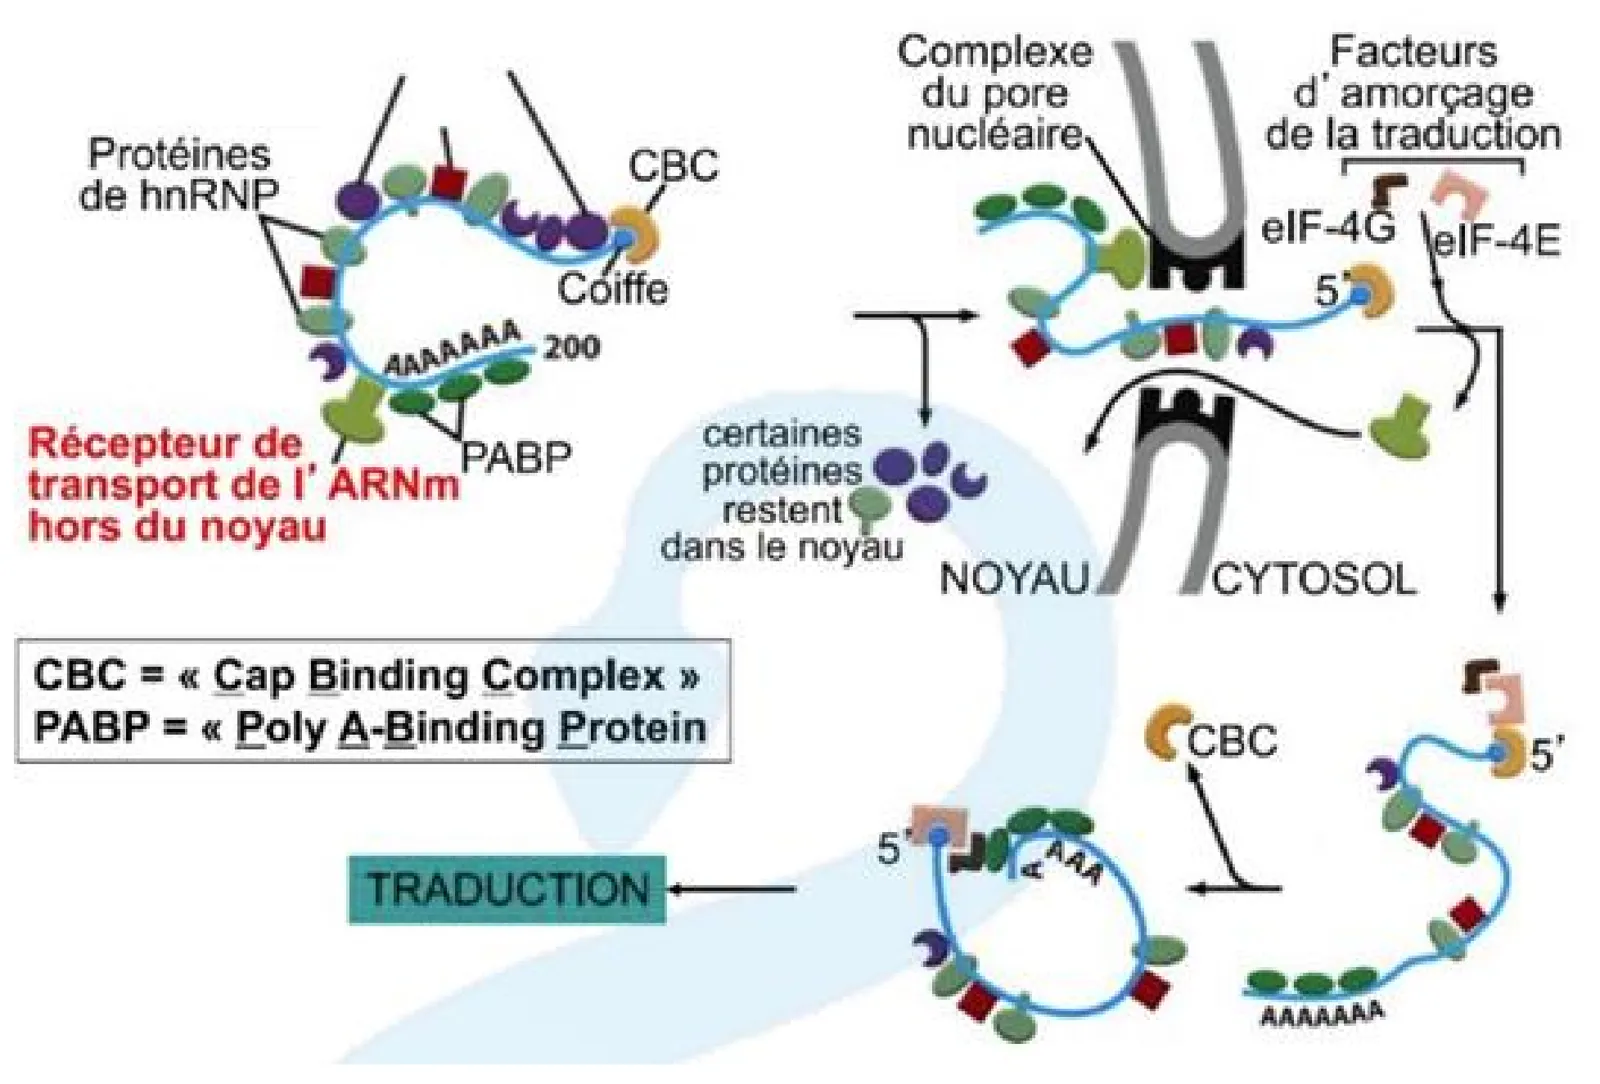 Protéines
de hnRNP
CBC
Coiffe
AAAAAAA
200
PABP
Récepteur de
transport de l’ARNm
hors du noyau
Complexe
du pore
nucléaire
Facteurs
d’amorçage
de la traduction
eIF-4G
eIF-4E
5’
certaines
protéines
restent
dans le noyau
NOYAU
CYTOSOL
CBC = « Cap Binding Complex »
PABP = « Poly A-Binding Protein
CBC
5’
5’
A AAA
AAAAAAA
TRADUCTION